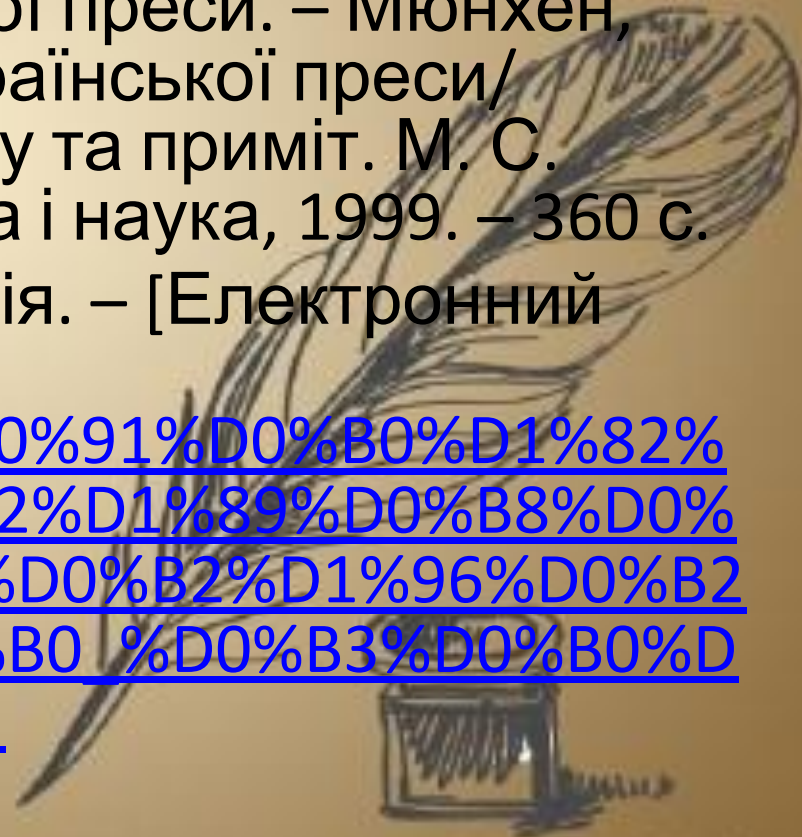 ої преси. – Мюнхен,
раїнської преси/
у та приміт. М. С.
а і наука, 1999. – 360 с.
ія. – [Електронний
0%91%D0%B0%D1%82%
2%D1%89%D0%B8%D0%
%D0%B2%D1%96%D0%B2
%B0_%D0%B3%D0%B0%D